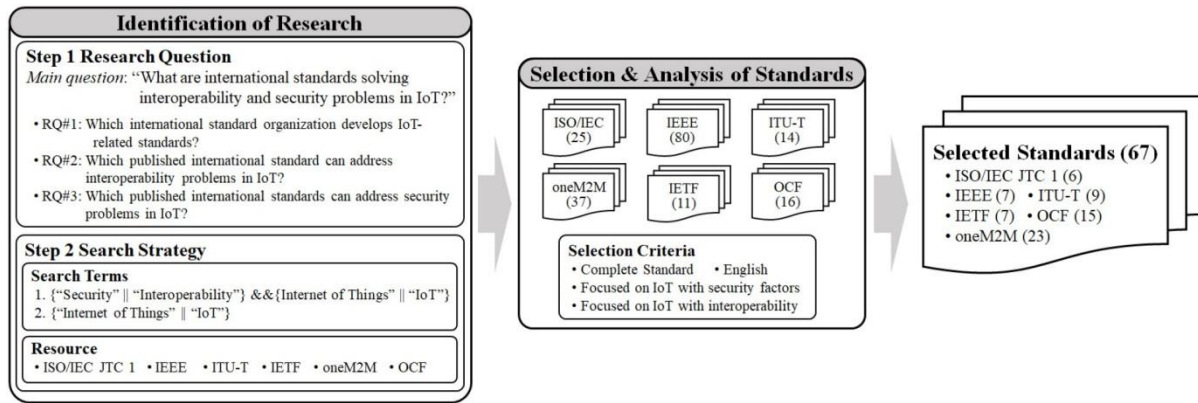 Identification of Research
Step 1 Research Question
Main question: “What are international standards solving
interoperability and security problems in IoT?”
• RQ#1: Which international standard organization develops IoT-
related standards?
• RQ#2: Which published international standard can address
interoperability problems in IoT?
• RQ#3: Which published international standards can address security
problems in IoT?
Step 2 Search Strategy
Search Terms
1. {“Security” || “Interoperability”} &&{Internet of Things” || “IoT”}
2. {“Internet of Things” || “IoT”}
Resource
• ISO/IEC JTC 1 • IEEE • ITU-T • IETF • oneM2M • OCF
Selection & Analysis of Standards
ISO/IEC
(25)
IEEE
(80)
ITU-T
(14)
oneM2M
(37)
IETF
(11)
OCF
(16)
Selection Criteria
• Complete Standard • English
• Focused on IoT with security factors
• Focused on IoT with interoperability
Selected Standards (67)
• ISO/IEC JTC 1 (6)
• IEEE (7) • ITU-T (9)
• IETF (7) • OCF (15)
• oneM2M (23)